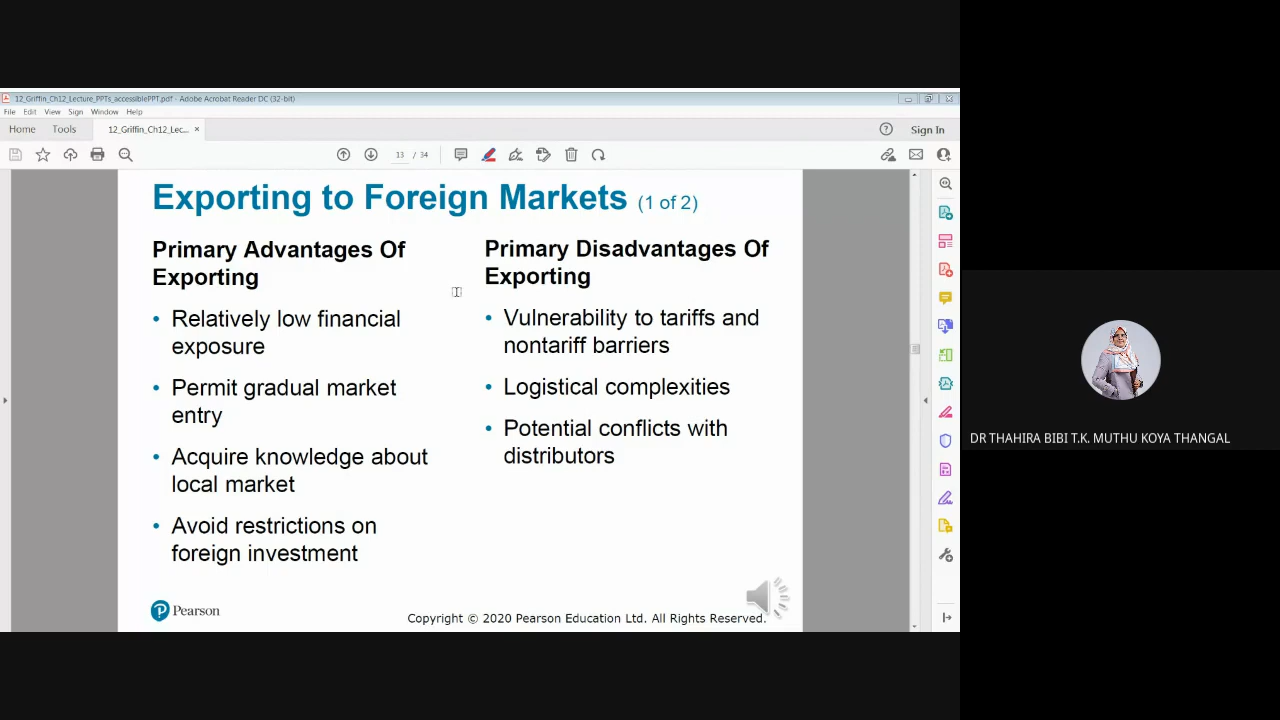 12_Griffin_Ch12_Lecture_PPTs_accessiblePPT.pdf - Adobe Acrobat Reader DC (32-bit)
File Edit View Sign Window Help
Home Tools 12_Griffin_Ch12_Lec... × Sign In
13 / 34
Exporting to Foreign Markets (1 of 2)
Primary Advantages Of
Exporting
• Relatively low financial
exposure
• Permit gradual market
entry
• Acquire knowledge about
local market
• Avoid restrictions on
foreign investment
Primary Disadvantages Of
Exporting
• Vulnerability to tariffs and
nontariff barriers
• Logistical complexities
• Potential conflicts with
distributors
Pearson
Copyright © 2020 Pearson Education Ltd. All Rights Reserved.
DR THAHIRA BIBI T.K. MUTHU KOYA THANGAL